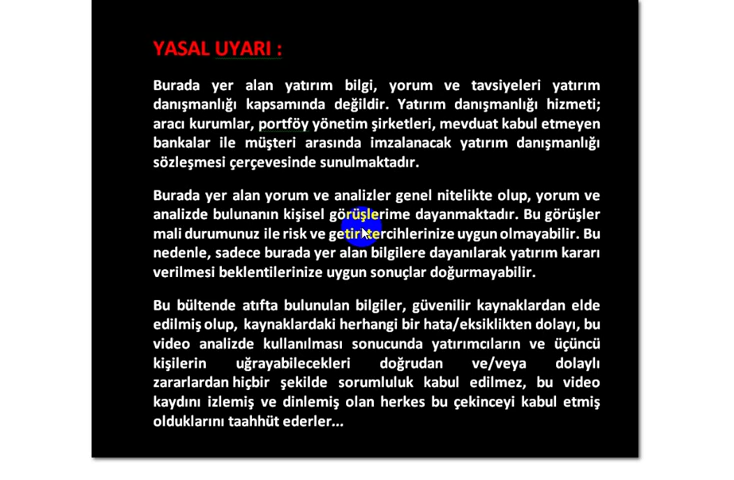 YASAL UYARI :
Burada yer alan yatırım bilgi, yorum ve tavsiyeleri yatırım
danışmanlığı kapsamında değildir. Yatırım danışmanlığı hizmeti;
aracı kurumlar, portföy yönetim şirketleri, mevduat kabul etmeyen
bankalar ile müşteri arasında imzalanacak yatırım danışmanlığı
sözleşmesi çerçevesinde sunulmaktadır.
Burada yer alan yorum ve analizler genel nitelikte olup, yorum ve
analizde bulunanın kişisel görüşlerime dayanmaktadır. Bu görüşler
mali durumunuz ile risk ve getiri tercihlerinize uygun olmayabilir. Bu
nedenle, sadece burada yer alan bilgilere dayanılarak yatırım kararı
verilmesi beklentilerinize uygun sonuçlar doğurmayabilir.
Bu bültende atıfta bulunulan bilgiler, güvenilir kaynaklardan elde
edilmiş olup, kaynaklardaki herhangi bir hata/eksiklikten dolayı, bu
video analizde kullanılması sonucunda yatırımcıların ve üçüncü
kişilerin uğrayabilecekleri doğrudan ve/veya dolaylı
zararlardan hiçbir şekilde sorumluluk kabul edilmez, bu video
kaydını izlemiş ve dinlemiş olan herkes bu çekinceyi kabul etmiş
olduklarını taahhüt ederler...